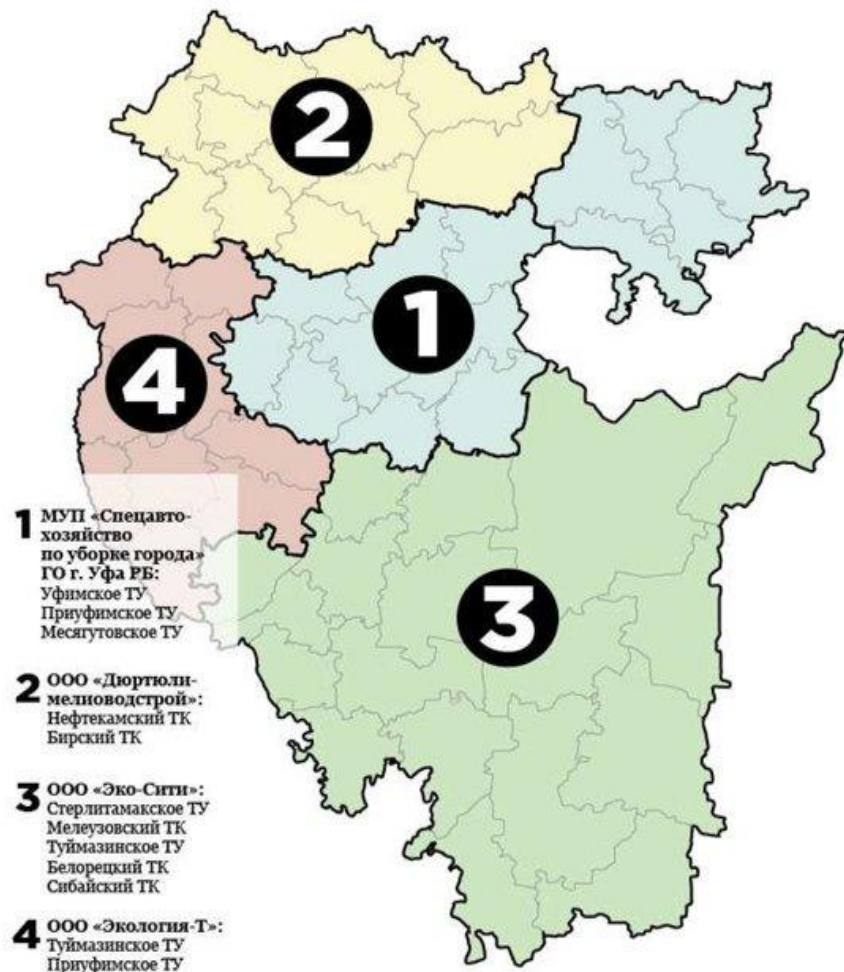 2
1
4
3
1 МУП «Спецавто-
хозяйство
по уборке города»
ГО г. Уфа РБ:
Уфимское ТУ
Приуфимское ТУ
Месягутовское ТУ
2 ООО «Дюртюли-
мелиоводстрой»:
Нефтекамский ТК
Бирский ТК
3 ООО «Эко-Сити»:
Стерлитамакское ТУ
Мелеузовский ТК
Туймазинское ТУ
Белорецкий ТК
Сибайский ТК
4 ООО «Экология-Т»:
Туймазинское ТУ
Приуфимское ТУ